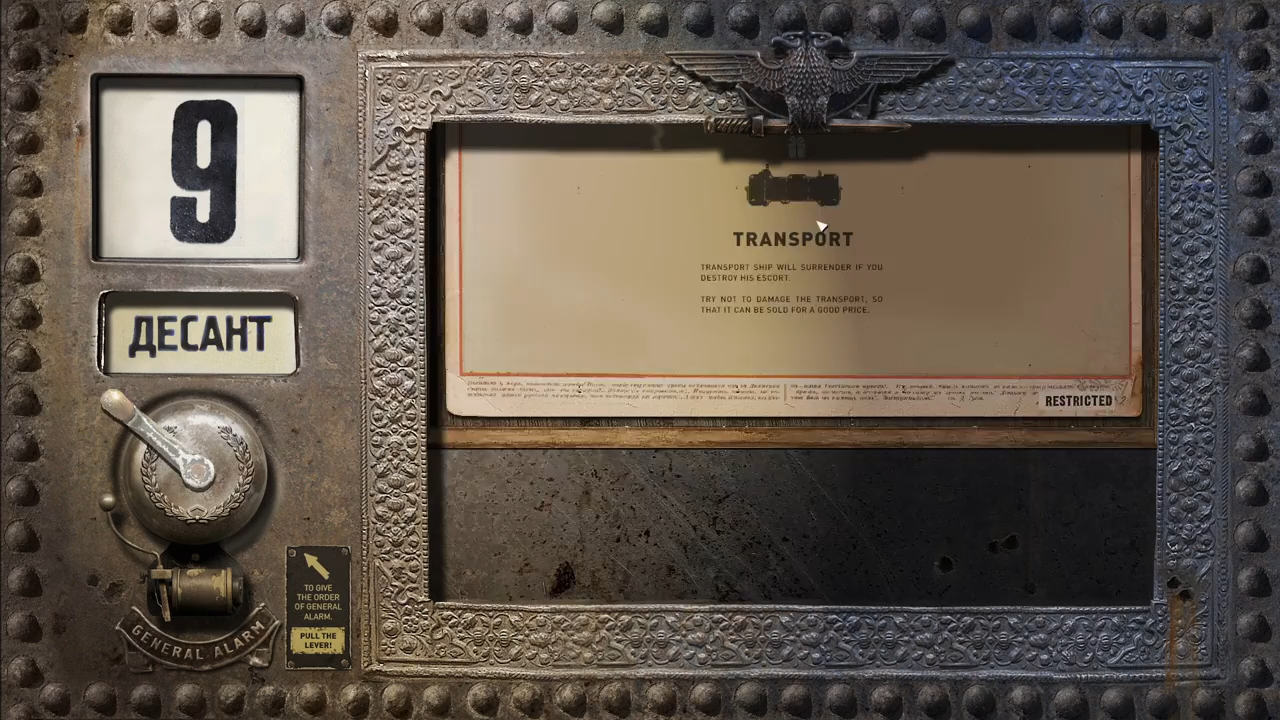 9
ДЕСАНТ
GENERAL ALARM
TO GIVE
THE ORDER
OF GENERAL
ALARM.
PULL THE
LEVER!
TRANSPORT
TRANSPORT SHIP WILL SURRENDER IF YOU
DESTROY HIS ESCORT.
TRY NOT TO DAMAGE THE TRANSPORT, SO
THAT IT CAN BE SOLD FOR A GOOD PRICE.
RESTRICTED